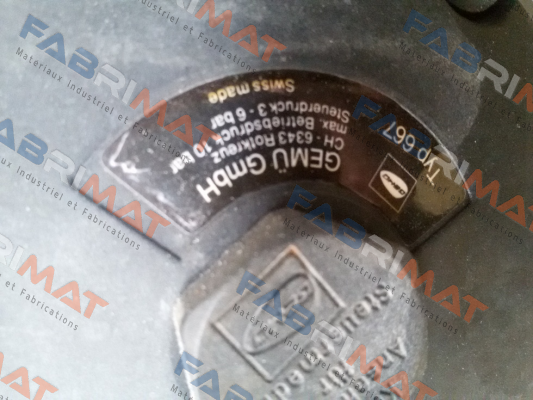 Typ 667
GEMÜ
GEMÜ GmbH
CH - 6343 Rotkreuz
max. Betriebsdruck 10 bar
Steuerdruck 3 - 6 bar
Swiss made
FABRIMAT
Materiaux Industriel et Fabrications